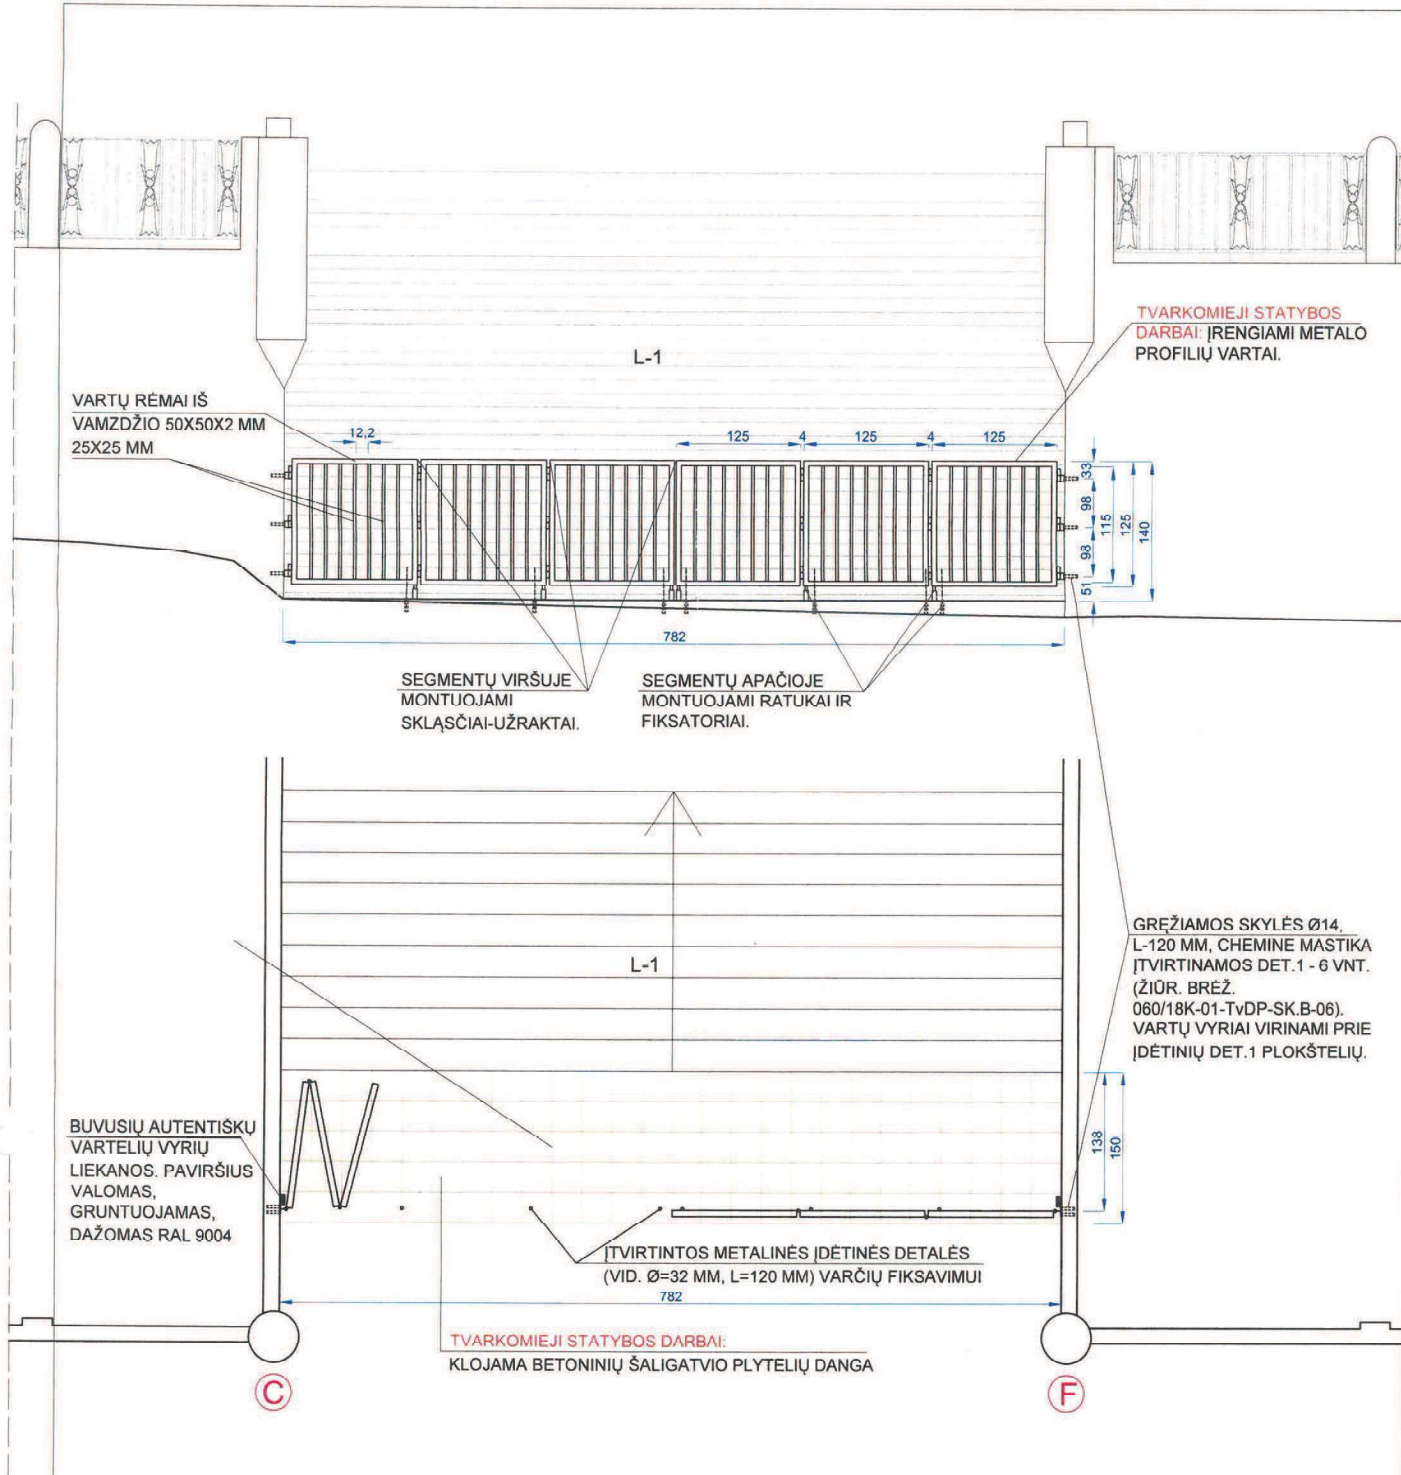 TVARKOMIEJI STATYBOS
DARBAI: ĮRENGIAMI METALO
PROFILIŲ VARTAI.
L-1
VARTŲ RĖMAI IŠ
VAMZDŽIO 50X50X2 MM
25X25 MM
12,2
125
4
125
4
125
33
98
98
51
115
125
140
782
SEGMENTŲ VIRŠUJE
MONTUOJAMI
SKLĄSČIAI-UŽRAKTAI.
SEGMENTŲ APAČIOJE
MONTUOJAMI RATUKAI IR
FIKSATORIAI.
L-1
GRĘŽIAMOS SKYLĖS Ø14,
L-120 MM, CHEMINE MASTIKA
ĮTVIRTINAMOS DET.1 - 6 VNT.
(ŽIŪR. BRĖŽ.
060/18K-01-TvDP-SK.B-06).
VARTŲ VYRIAI VIRINAMI PRIE
ĮDĖTINIŲ DET.1 PLOKŠTELIŲ.
138
150
BUVUSIŲ AUTENTIŠKŲ
VARTELIŲ VYRIŲ
LIEKANOS. PAVIRŠIUS
VALOMAS,
GRUNTUOJAMAS,
DAŽOMAS RAL 9004
ĮTVIRTINTOS METALINĖS ĮDĖTINĖS DETALĖS
(VID. Ø=32 MM, L=120 MM) VARČIŲ FIKSAVIMUI
782
TVARKOMIEJI STATYBOS DARBAI:
KLOJAMA BETONINIŲ ŠALIGATVIO PLYTELIŲ DANGA
C
F